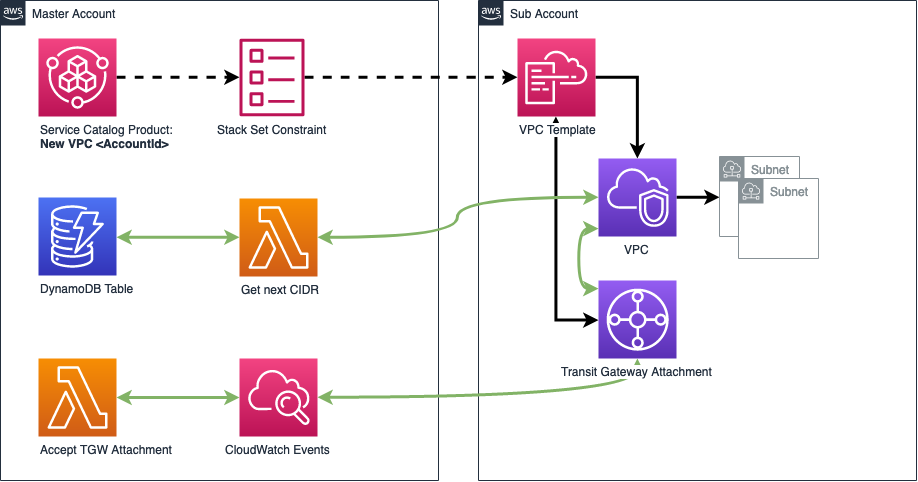 aws
Master Account
aws
Sub Account
Service Catalog Product:
New VPC <AccountId>
Stack Set Constraint
VPC Template
Subnet
Subnet
VPC
DynamoDB Table
Get next CIDR
Transit Gateway Attachment
Accept TGW Attachment
CloudWatch Events